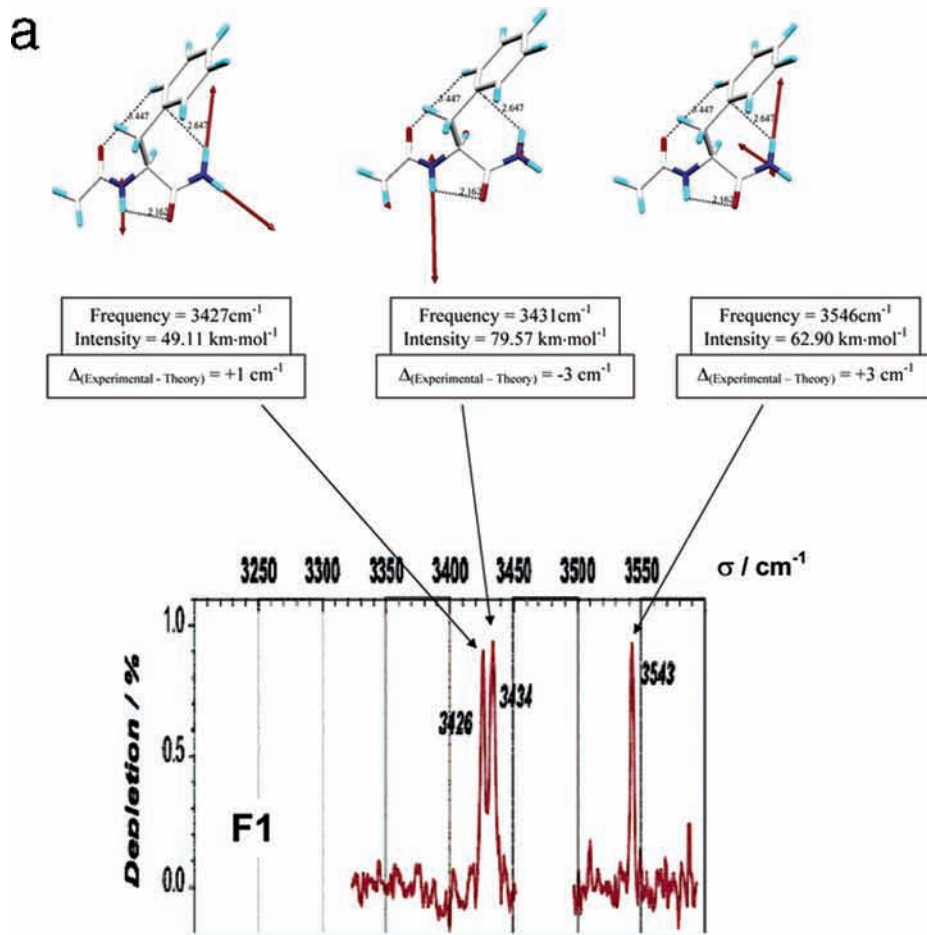 a
3.447
2.647
2.162
3.447
2.647
2.162
3.447
2.647
2.162
Frequency = 3427cm-1
Intensity = 49.11 km·mol-1
Δ(Experimental - Theory) = +1 cm-1
Frequency = 3431cm-1
Intensity = 79.57 km·mol-1
Δ(Experimental – Theory) = -3 cm-1
Frequency = 3546cm-1
Intensity = 62.90 km·mol-1
Δ(Experimental – Theory) = +3 cm-1
3250 3300 3350 3400 3450 3500 3550 σ / cm-1
1.0
0.5
0.0
Depletion / %
3426
3434
3543
F1